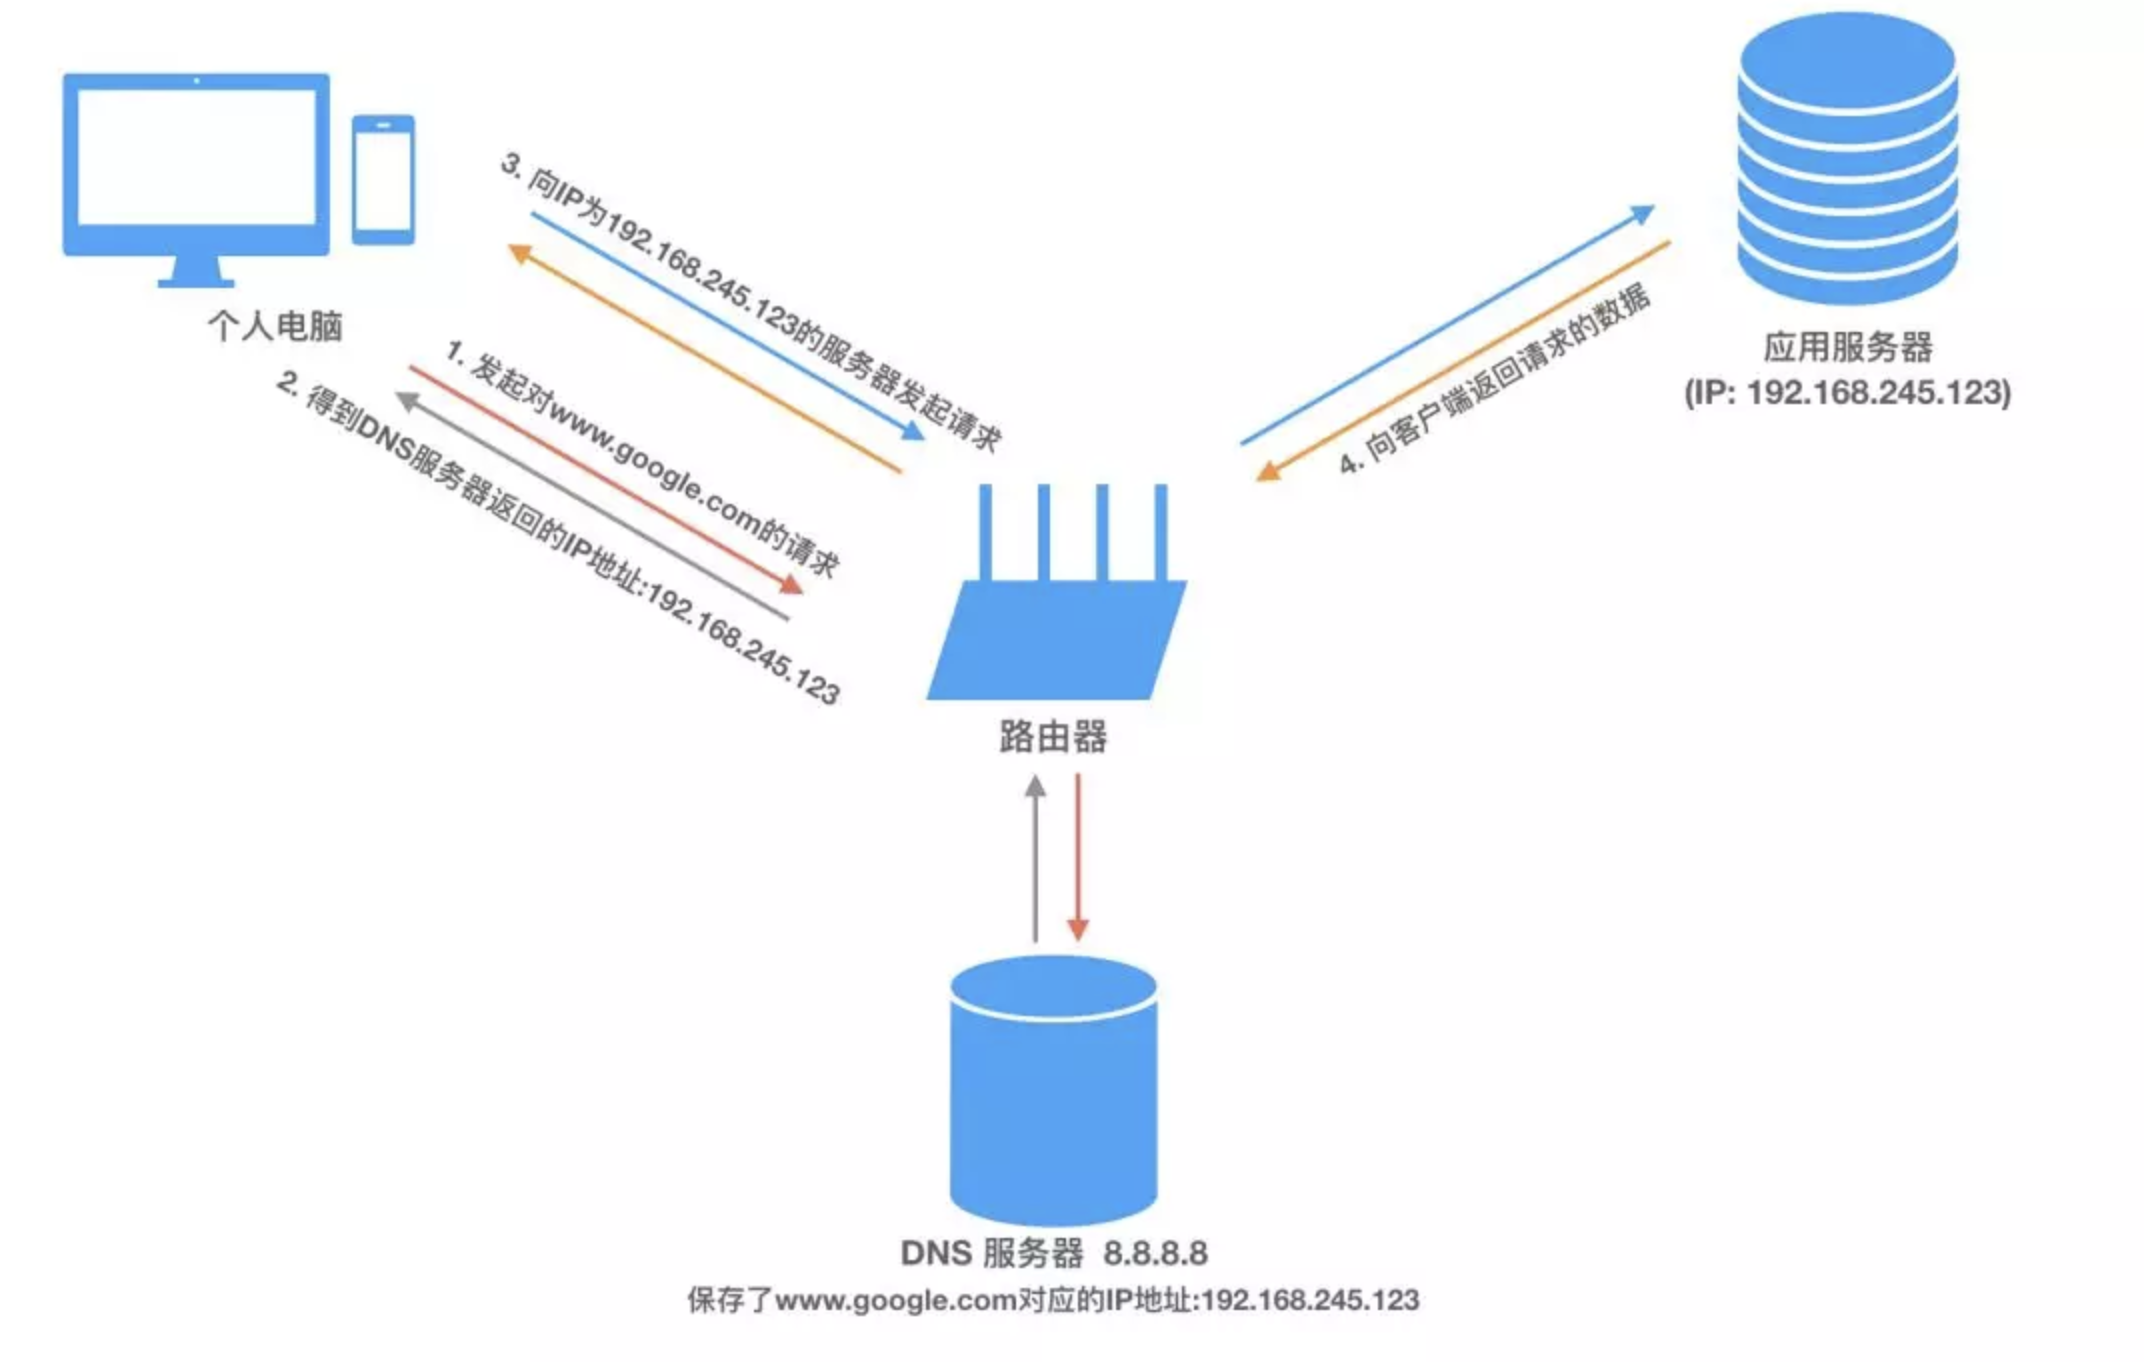 3. 向IP为192.168.245.123的服务器发起请求
个人电脑
1. 发起对www.google.com的请求
2. 得到DNS服务器返回的IP地址:192.168.245.123
4. 向客户端返回请求的数据
应用服务器
(IP: 192.168.245.123)
路由器
DNS 服务器 8.8.8.8
保存了www.google.com对应的IP地址:192.168.245.123